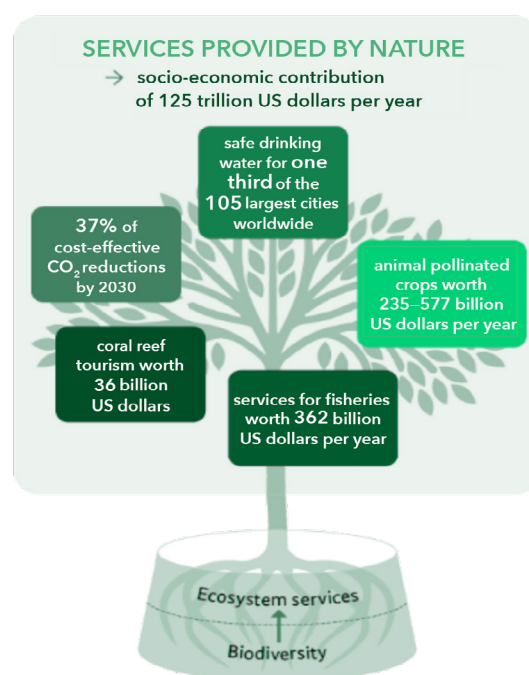 SERVICES PROVIDED BY NATURE
→ socio-economic contribution
of 125 trillion US dollars per year
safe drinking
water for one
third of the
105 largest cities
worldwide
37% of
cost-effective
CO₂ reductions
by 2030
animal pollinated
crops worth
235–577 billion
US dollars per year
coral reef
tourism worth
36 billion
US dollars
services for fisheries
worth 362 billion
US dollars per year
Ecosystem services
Biodiversity